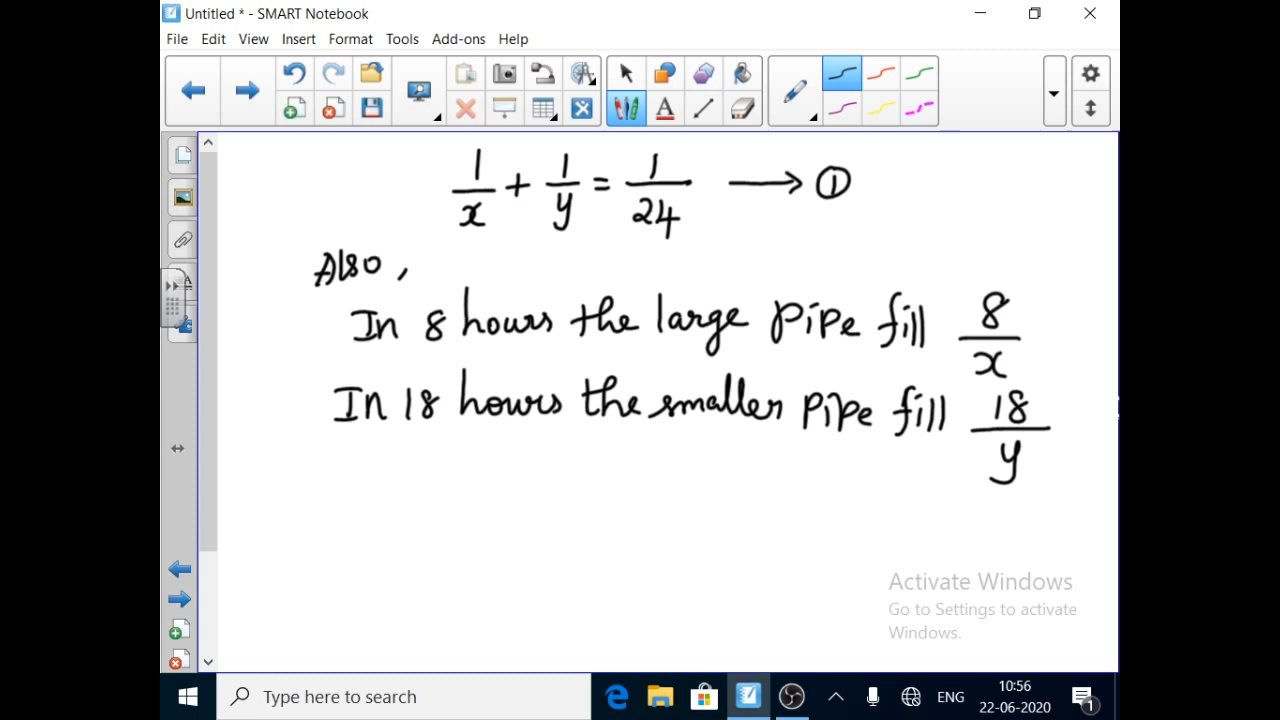 Untitled * - SMART Notebook
File Edit View Insert Format Tools Add-ons Help
1/x + 1/y = 1/24 ⟶ ①
Also,
In 8 hours the large pipe fill 8/x
In 18 hours the smaller pipe fill 18/y
Activate Windows
Go to Settings to activate
Windows.
Type here to search
ENG
10:56
22-06-2020
1